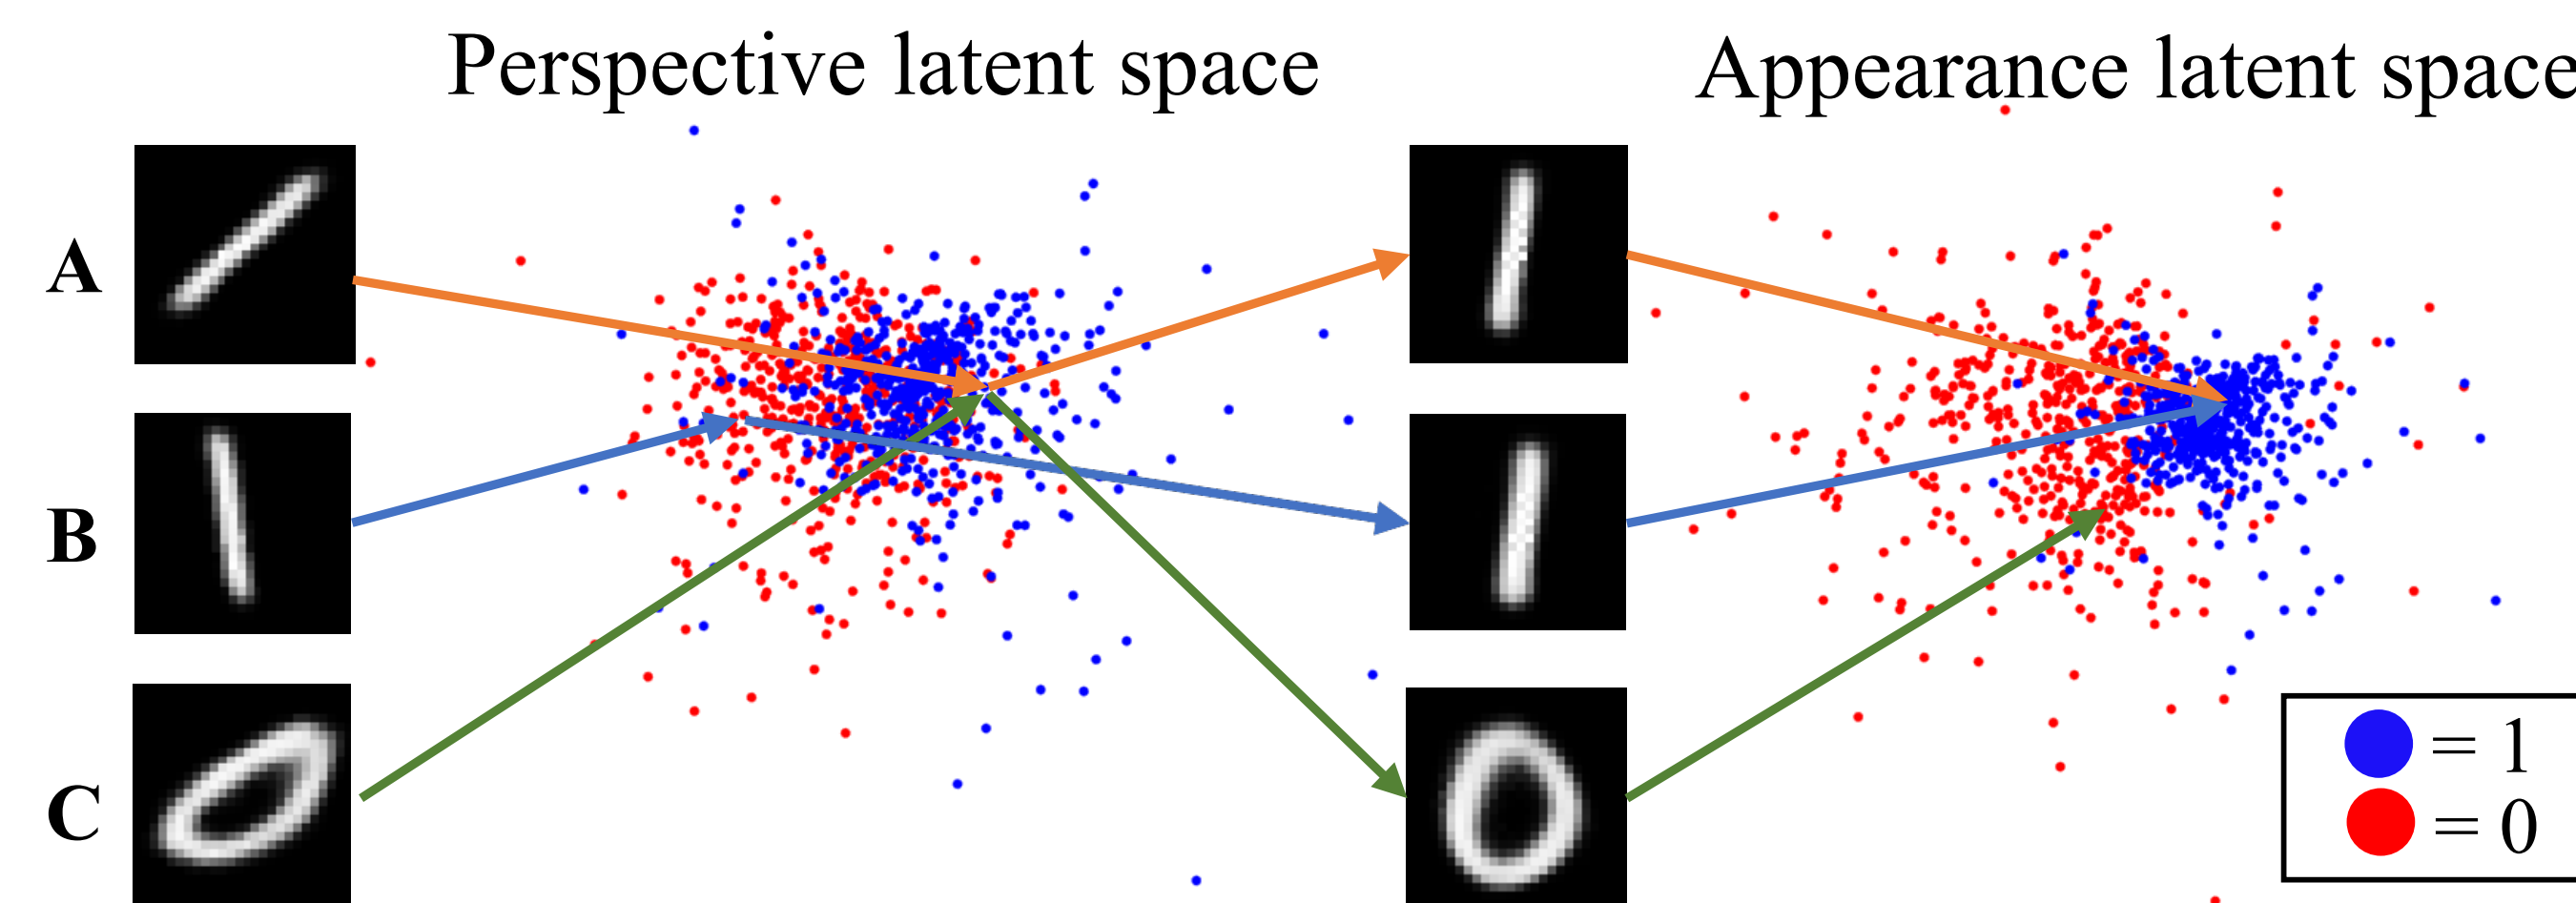 Perspective latent space
Appearance latent space
A
B
C
= 1
= 0